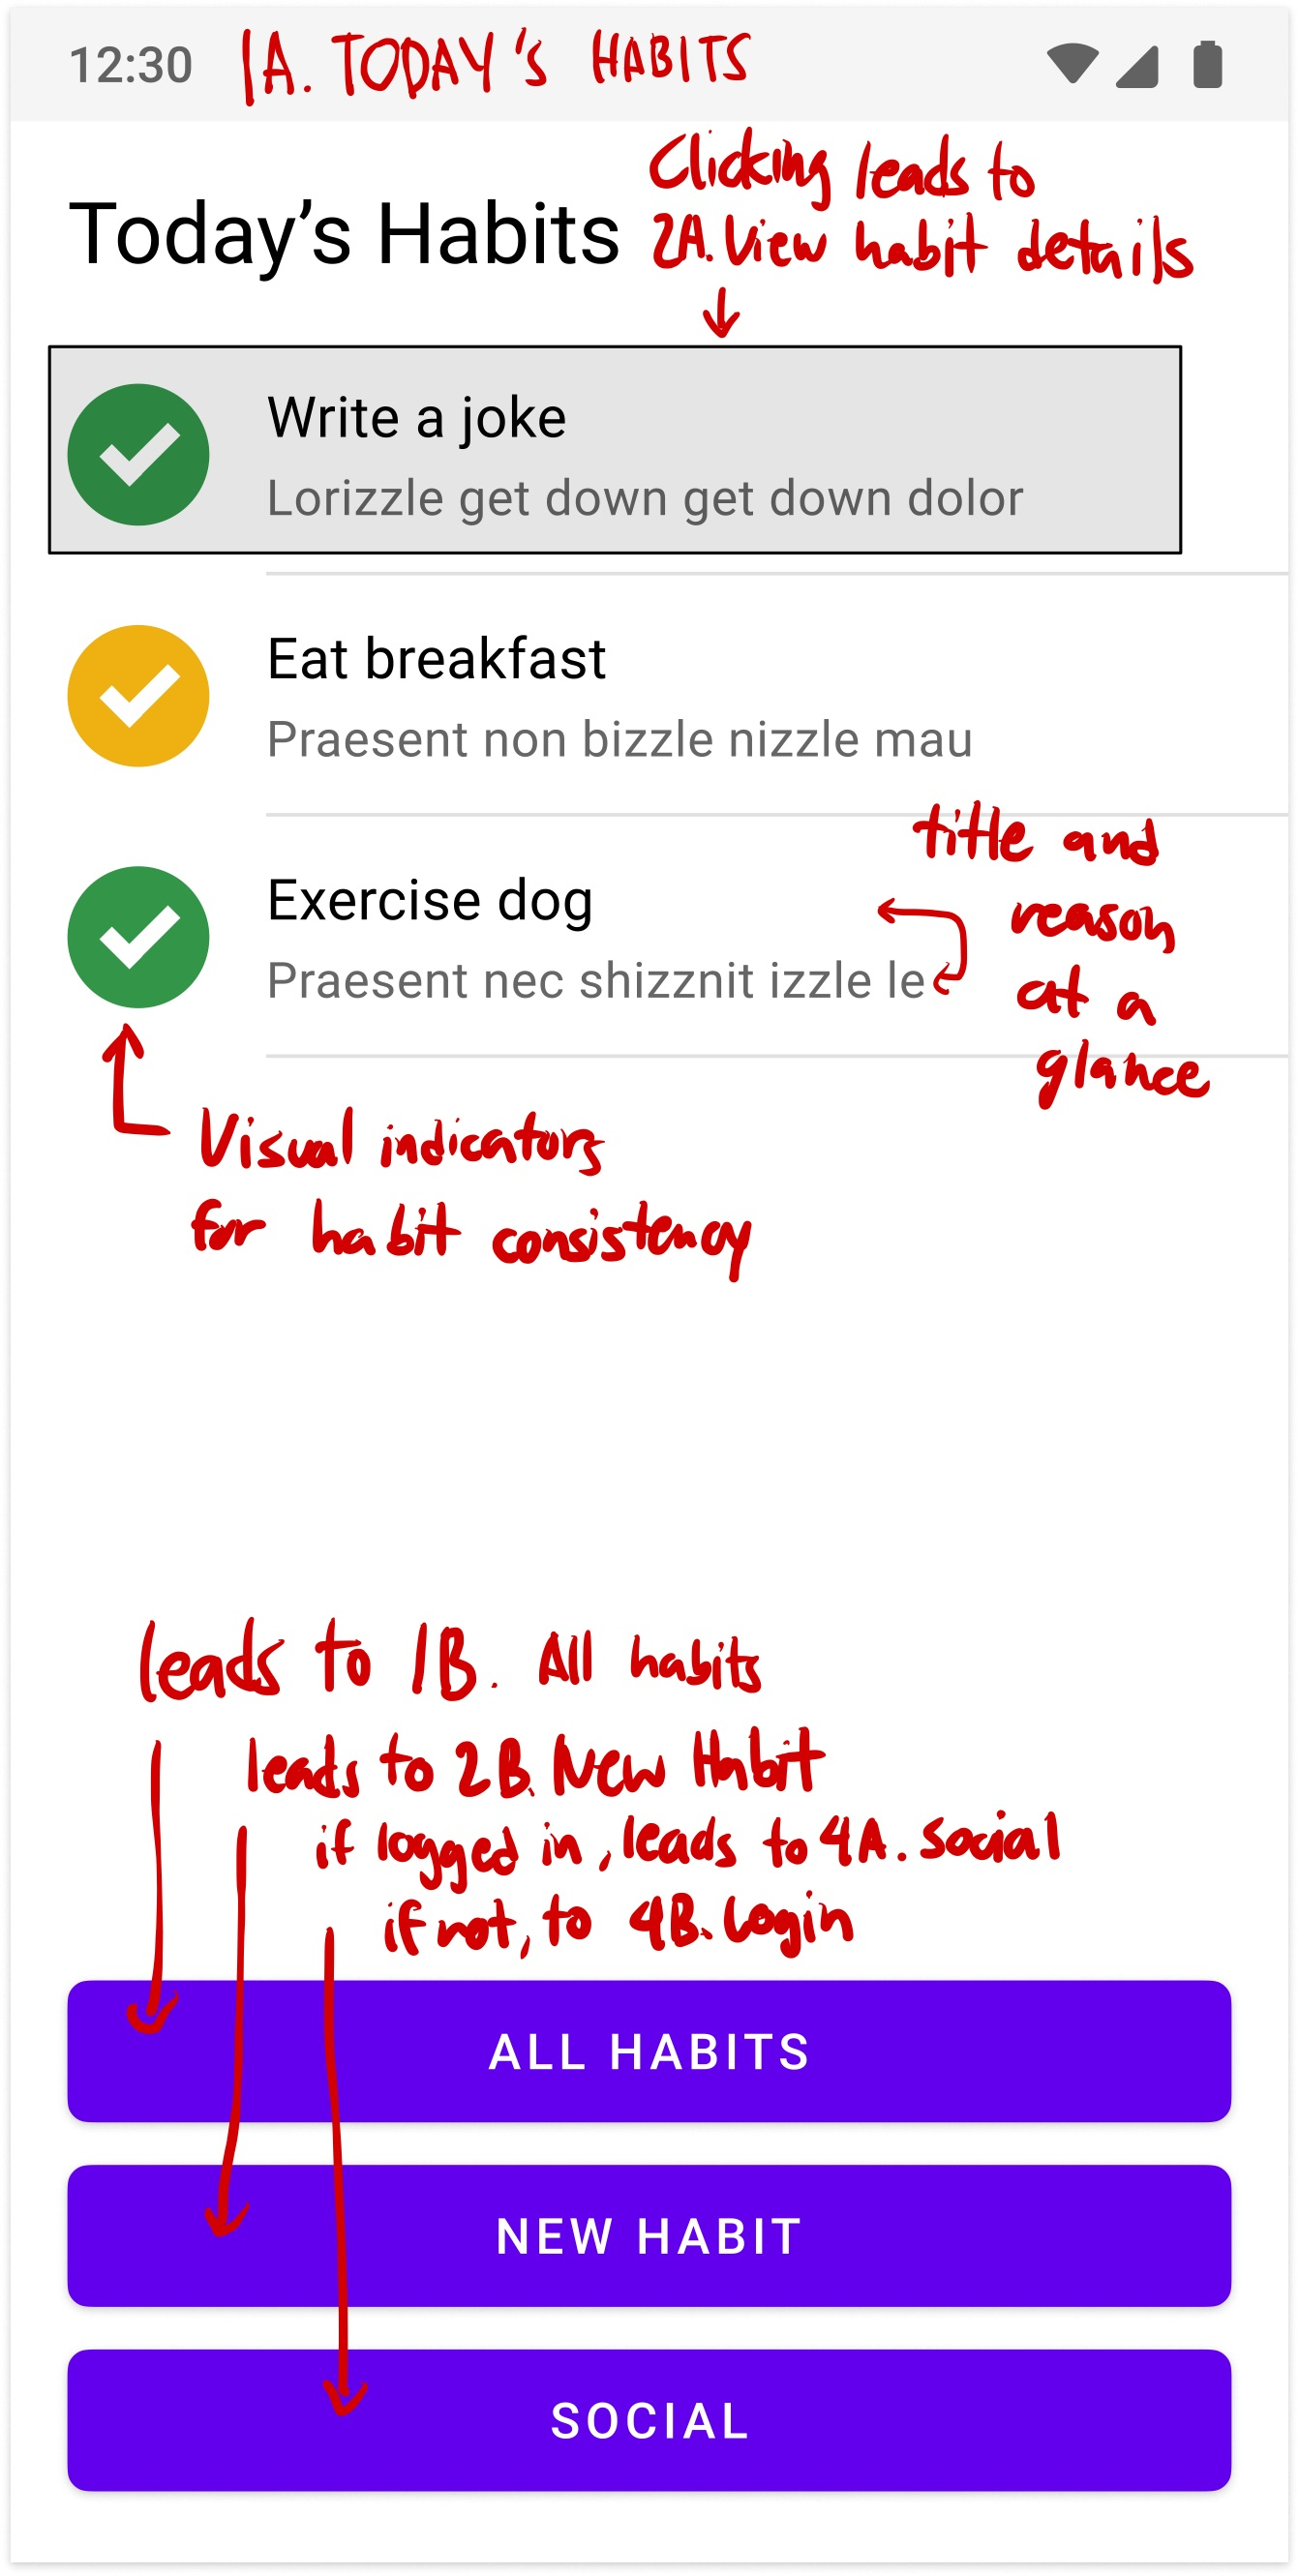 12:30 1A. TODAY'S HABITS
Clicking leads to
Today's Habits 2A. View habit details
Write a joke
Lorizzle get down get down dolor
Eat breakfast
Praesent non bizzle nizzle mau
title and
Exercise dog
reason
Praesent nec shizznit izzle le
at a
glance
Visual indicators
for habit consistency
leads to 1B. All habits
leads to 2B. New Habit
if logged in, leads to 4A. Social
if not, to 4B. Login
ALL HABITS
NEW HABIT
SOCIAL